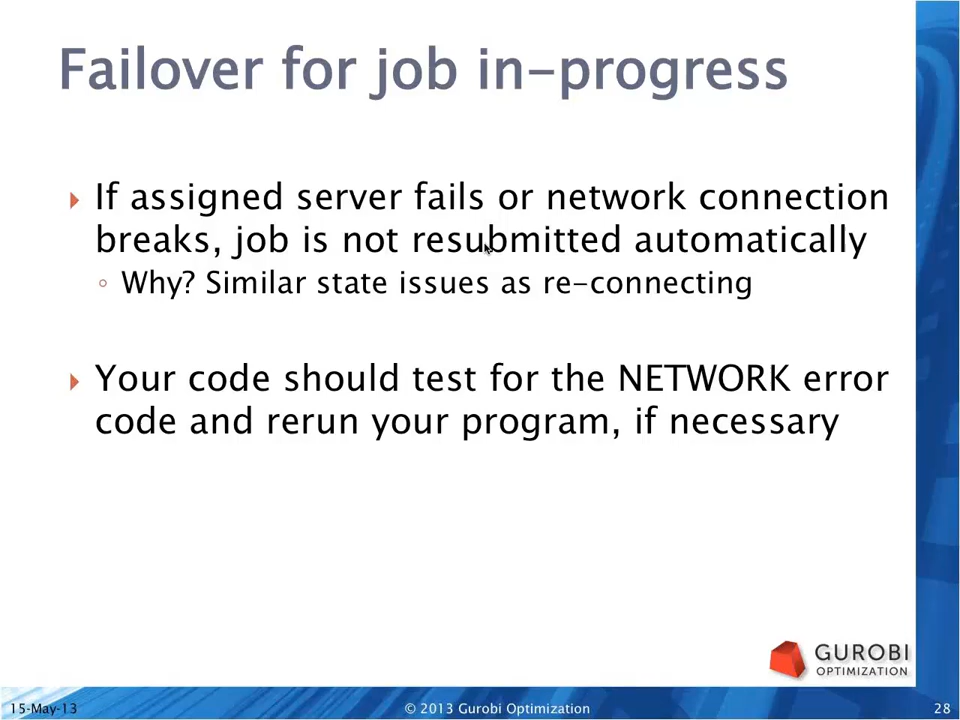 Failover for job in-progress
If assigned server fails or network connection
breaks, job is not resubmitted automatically
Why? Similar state issues as re-connecting
Your code should test for the NETWORK error
code and rerun your program, if necessary
GUROBI
OPTIMIZATION
15-May-13
© 2013 Gurobi Optimization
28